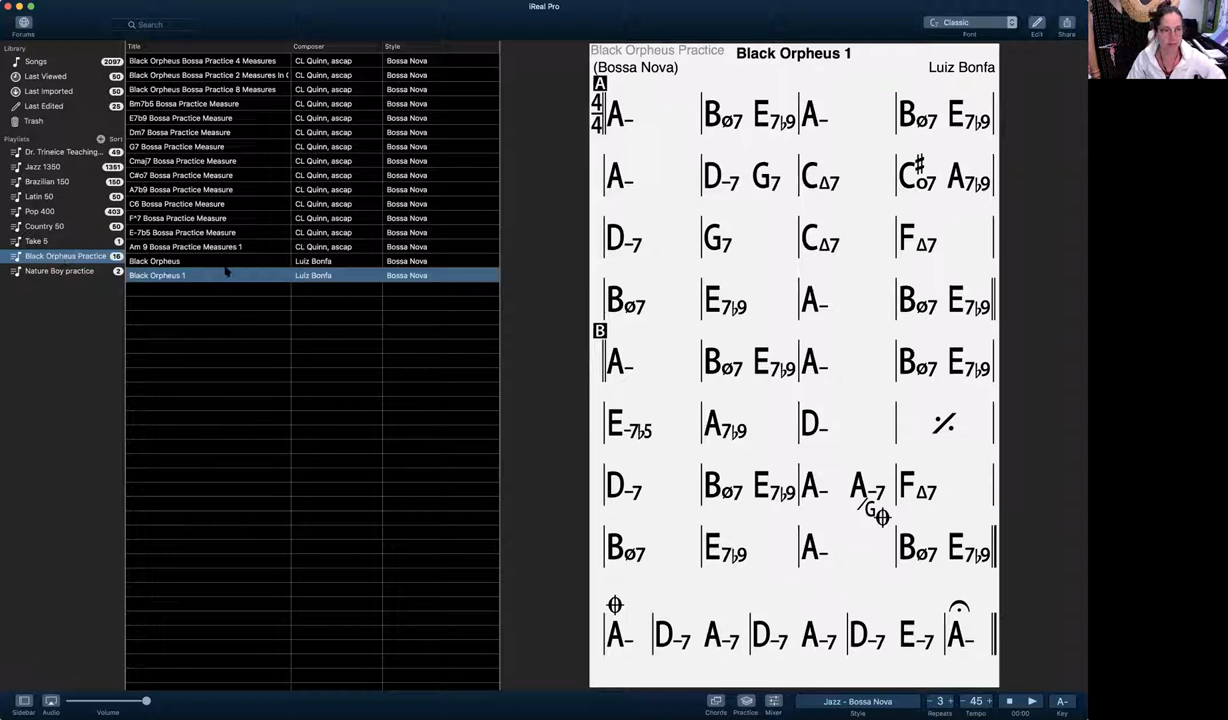 iReal Pro
Forums
Search
Classic
Font
Edit
Share
Library
Songs 2097
Last Viewed 50
Last Imported 50
Last Edited 50
Trash
Playlists Sort
Dr. Trineice Teaching... 49
Jazz 1350 1351
Brazilian 150 150
Latin 50 50
Pop 400 403
Country 50 50
Take 5 1
Black Orpheus Practice 16
Nature Boy practice 2
Title Composer Style
Black Orpheus Bossa Practice 4 Measures CL Quinn, ascap Bossa Nova
Black Orpheus Bossa Practice 2 Measures In C CL Quinn, ascap Bossa Nova
Black Orpheus Bossa Practice 8 Measures CL Quinn, ascap Bossa Nova
Bm7b5 Bossa Practice Measure CL Quinn, ascap Bossa Nova
E7b9 Bossa Practice Measure CL Quinn, ascap Bossa Nova
Dm7 Bossa Practice Measure CL Quinn, ascap Bossa Nova
G7 Bossa Practice Measure CL Quinn, ascap Bossa Nova
Cmaj7 Bossa Practice Measure CL Quinn, ascap Bossa Nova
C#o7 Bossa Practice Measure CL Quinn, ascap Bossa Nova
A7b9 Bossa Practice Measure CL Quinn, ascap Bossa Nova
C6 Bossa Practice Measure CL Quinn, ascap Bossa Nova
F^7 Bossa Practice Measure CL Quinn, ascap Bossa Nova
E-7b5 Bossa Practice Measure CL Quinn, ascap Bossa Nova
Am 9 Bossa Practice Measures 1 CL Quinn, ascap Bossa Nova
Black Orpheus Luiz Bonfa Bossa Nova
Black Orpheus 1 Luiz Bonfa Bossa Nova
Black Orpheus Practice Black Orpheus 1
(Bossa Nova) Luiz Bonfa
A
4/4 A– Bø7 E7♭9 A– Bø7 E7♭9
A– D–7 G7 CΔ7 C♯o7 A7♭9
D–7 G7 CΔ7 FΔ7
Bø7 E7♭9 A– Bø7 E7♭9
B
A– Bø7 E7♭9 A– Bø7 E7♭9
E–7♭5 A7♭9 D– 𝄎
D–7 Bø7 E7♭9 A– A–7/G FΔ7
Bø7 E7♭9 A– Bø7 E7♭9
A– D–7 A–7 D–7 A–7 D–7 E–7 A–
Sidebar
Audio
Volume
Chords
Practice
Mixer
Jazz - Bossa Nova
Style
– 3 +
Repeats
– 45 +
Tempo
00:00
A-
Key